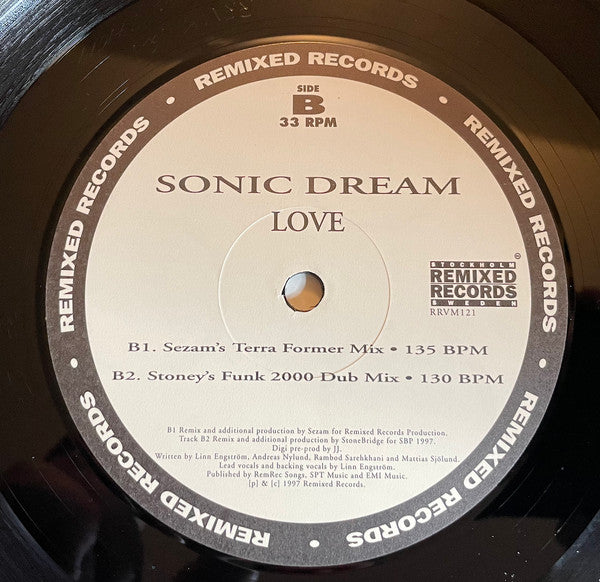 REMIXED RECORDS • REMIXED RECORDS • REMIXED RECORDS • REMIXED RECORDS • REMIXED RECORDS •
SIDE
B
33 RPM
SONIC DREAM
LOVE
STOCKHOLM
REMIXED
RECORDS
SWEDEN
RRVM121
B1. Sezam's Terra Former Mix • 135 BPM
B2. Stoney's Funk 2000 Dub Mix • 130 BPM
B1 Remix and additional production by Sezam for Remixed Records Production.
Track B2 Remix and additional production by StoneBridge for SBP 1997.
Digi pre-prod by JJ.
Written by Linn Engström, Andreas Nylund, Rambod Sarehkhani and Mattias Sjölund.
Lead vocals and backing vocals by Linn Engström.
Published by RemRec Songs. SPT Music and EMI Music.
[p] & [c] 1997 Remixed Records.